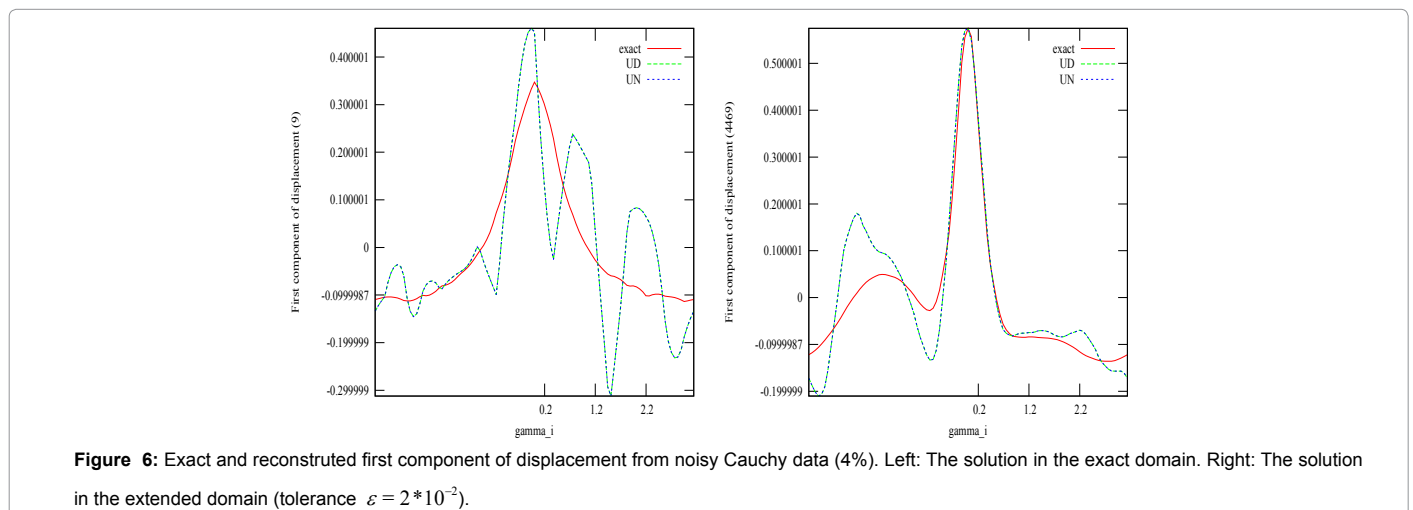 0.400001
0.300001
0.200001
0.100001
0
-0.0999987
-0.199999
-0.299999
First component of displacement (9)
exact
UD
UN
0.2 1.2 2.2
gamma_i
0.500001
0.400001
0.300001
0.200001
0.100001
0
-0.0999987
-0.199999
First component of displacement (4469)
exact
UD
UN
0.2 1.2 2.2
gamma_i
Figure 6: Exact and reconstruted first component of displacement from noisy Cauchy data (4%). Left: The solution in the exact domain. Right: The solution
in the extended domain (tolerance ε = 2*10⁻²).